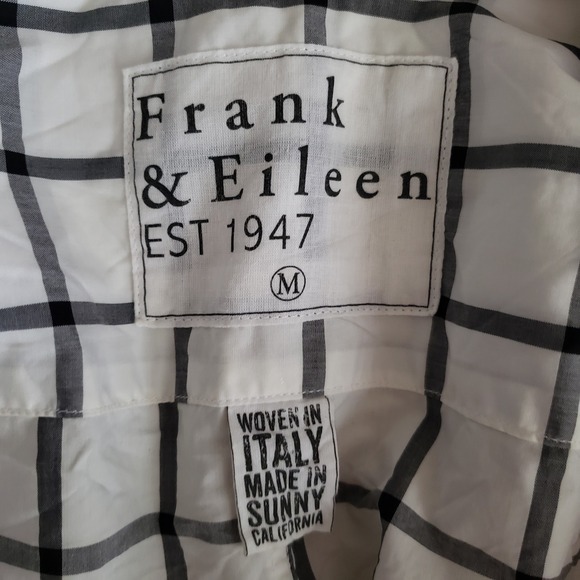 Frank
& Eileen
EST 1947
M
WOVEN IN
ITALY
MADE IN
SUNNY
CALIFORNIA